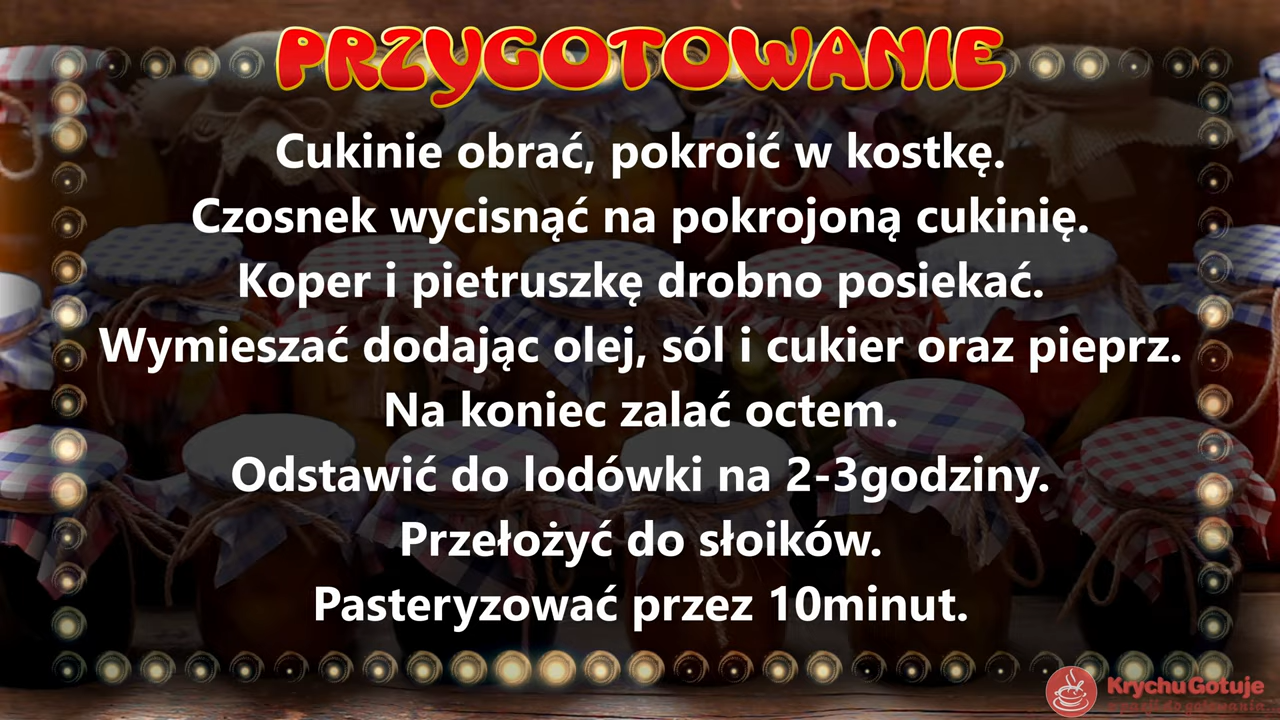 PRZYGOTOWANIE
Cukinie obrać, pokroić w kostkę.
Czosnek wycisnąć na pokrojoną cukinię.
Koper i pietruszkę drobno posiekać.
Wymieszać dodając olej, sól i cukier oraz pieprz.
Na koniec zalać octem.
Odstawić do lodówki na 2-3godziny.
Przełożyć do słoików.
Pasteryzować przez 10minut.
KrychuGotuje